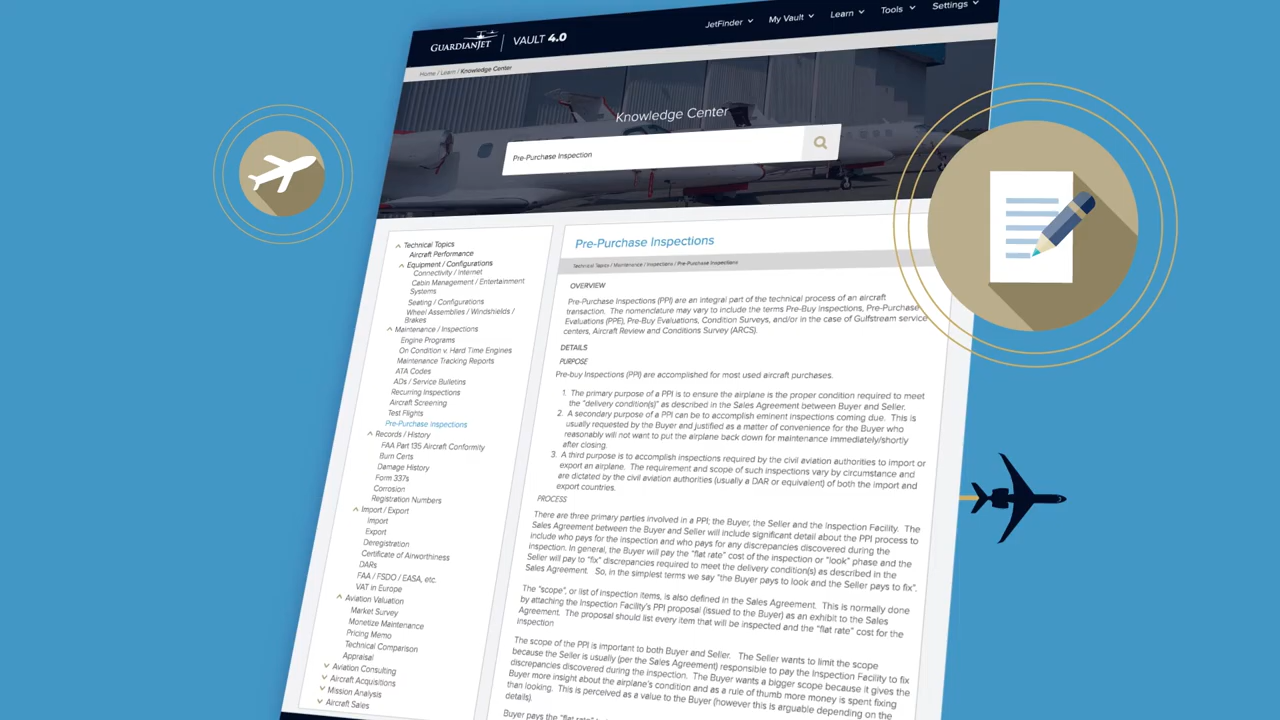 GUARDIANJET | VAULT 4.0
JetFinder My Vault Learn Tools Settings
Home / Learn / Knowledge Center
Knowledge Center
Pre-Purchase Inspection
Technical Topics
Aircraft Performance
Equipment / Configurations
Connectivity / Internet
Cabin Management / Entertainment
Systems
Seating / Configurations
Wheel Assemblies / Windshields /
Brakes
Maintenance / Inspections
Engine Programs
On Condition v. Hard Time Engines
Maintenance Tracking Reports
ATA Codes
ADs / Service Bulletins
Recurring Inspections
Aircraft Screening
Test Flights
Pre-Purchase Inspections
Records / History
FAA Part 135 Aircraft Conformity
Burn Certs
Damage History
Form 337s
Corrosion
Registration Numbers
Import / Export
Import
Export
Deregistration
Certificate of Airworthiness
DARs
FAA / FSDO / EASA, etc.
VAT in Europe
Aviation Valuation
Market Survey
Monetize Maintenance
Pricing Memo
Technical Comparison
Appraisal
Aviation Consulting
Aircraft Acquisitions
Mission Analysis
Aircraft Sales
Pre-Purchase Inspections
Technical Topics / Maintenance / Inspections / Pre-Purchase Inspections
OVERVIEW
Pre-Purchase Inspections (PPI) are an integral part of the technical process of an aircraft
transaction. The nomenclature may vary to include the terms Pre-Buy Inspections, Pre-Purchase
Evaluations (PPE), Pre-Buy Evaluations, Condition Surveys, and/or in the case of Gulfstream service
centers, Aircraft Review and Conditions Survey (ARCS).
DETAILS
PURPOSE
Pre-buy Inspections (PPI) are accomplished for most used aircraft purchases.
1. The primary purpose of a PPI is to ensure the airplane is the proper condition required to meet
the "delivery condition(s)" as described in the Sales Agreement between Buyer and Seller.
2. A secondary purpose of a PPI can be to accomplish eminent inspections coming due. This is
usually requested by the Buyer and justified as a matter of convenience for the Buyer who
reasonably will not want to put the airplane back down for maintenance immediately/shortly
after closing.
3. A third purpose is to accomplish inspections required by the civil aviation authorities to import or
export an airplane. The requirement and scope of such inspections vary by circumstance and
are dictated by the civil aviation authorities (usually a DAR or equivalent) of both the import and
export countries.
PROCESS
There are three primary parties involved in a PPI; the Buyer, the Seller and the Inspection Facility. The
Sales Agreement between the Buyer and Seller will include significant detail about the PPI process to
include who pays for the inspection and who pays for any discrepancies discovered during the
inspection. In general, the Buyer will pay the "flat rate" cost of the inspection or "look" phase and the
Seller will pay to "fix" discrepancies required to meet the delivery condition(s) as described in the
Sales Agreement. So, in the simplest terms we say "the Buyer pays to look and the Seller pays to fix".
The "scope", or list of inspection items, is also defined in the Sales Agreement. This is normally done
by attaching the Inspection Facility's PPI proposal (issued to the Buyer) as an exhibit to the Sales
Agreement. The proposal should list every item that will be inspected and the "flat rate" cost for the
inspection
The scope of the PPI is important to both Buyer and Seller. The Seller wants to limit the scope
because the Seller is usually (per the Sales Agreement) responsible to pay the Inspection Facility to fix
discrepancies discovered during the inspection. The Buyer wants a bigger scope because it gives the
Buyer more insight about the airplane's condition and as a rule of thumb more money is spent fixing
than looking. This is perceived as a value to the Buyer (however this is arguable depending on the
details).
Buyer pays the "flat rate"